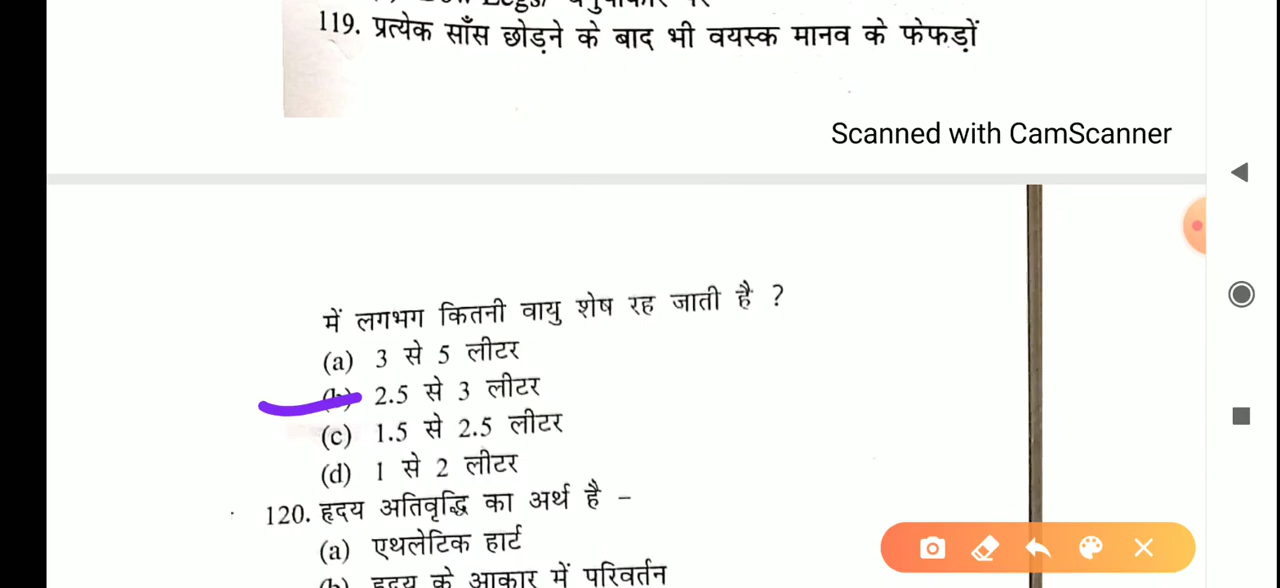 119. प्रत्येक साँस छोड़ने के बाद भी वयस्क मानव के फेफड़ों
Scanned with CamScanner
में लगभग कितनी वायु शेष रह जाती है ?
(a) 3 से 5 लीटर
(b) 2.5 से 3 लीटर
(c) 1.5 से 2.5 लीटर
(d) 1 से 2 लीटर
120. हृदय अतिवृद्धि का अर्थ है –
(a) एथलेटिक हार्ट
(b) हृदय के आकार में परिवर्तन